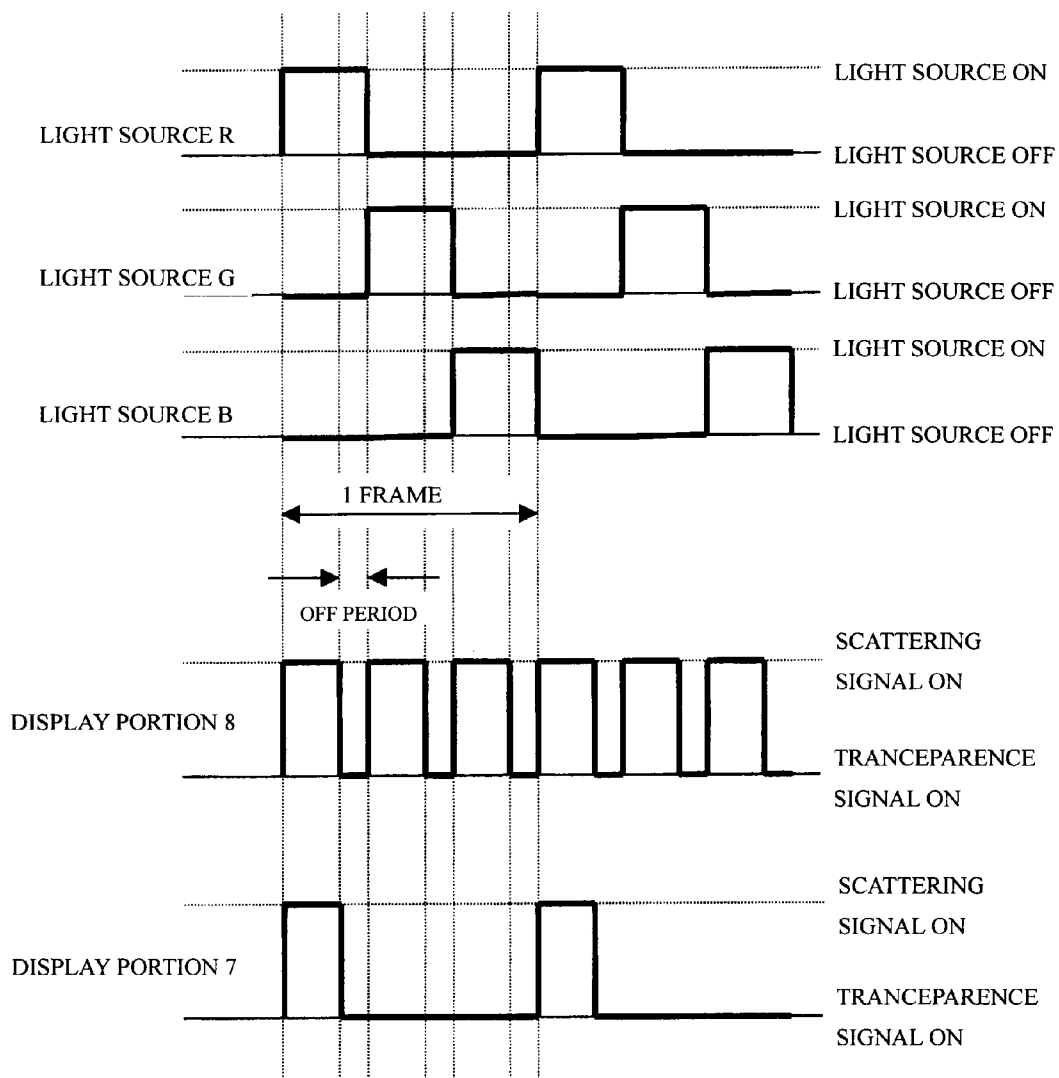 LIGHT SOURCE ON
LIGHT SOURCE R
LIGHT SOURCE OFF
LIGHT SOURCE ON
LIGHT SOURCE G
LIGHT SOURCE OFF
LIGHT SOURCE ON
LIGHT SOURCE B
LIGHT SOURCE OFF
1 FRAME
OFF PERIOD
SCATTERING
SIGNAL ON
DISPLAY PORTION 8
TRANCEPARENCE
SIGNAL ON
SCATTERING
SIGNAL ON
DISPLAY PORTION 7
TRANCEPARENCE
SIGNAL ON